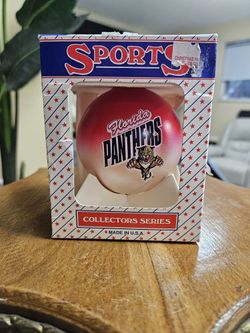 SPORTS
Florida
PANTHERS
COLLECTORS SERIES
MADE IN U.S.A.